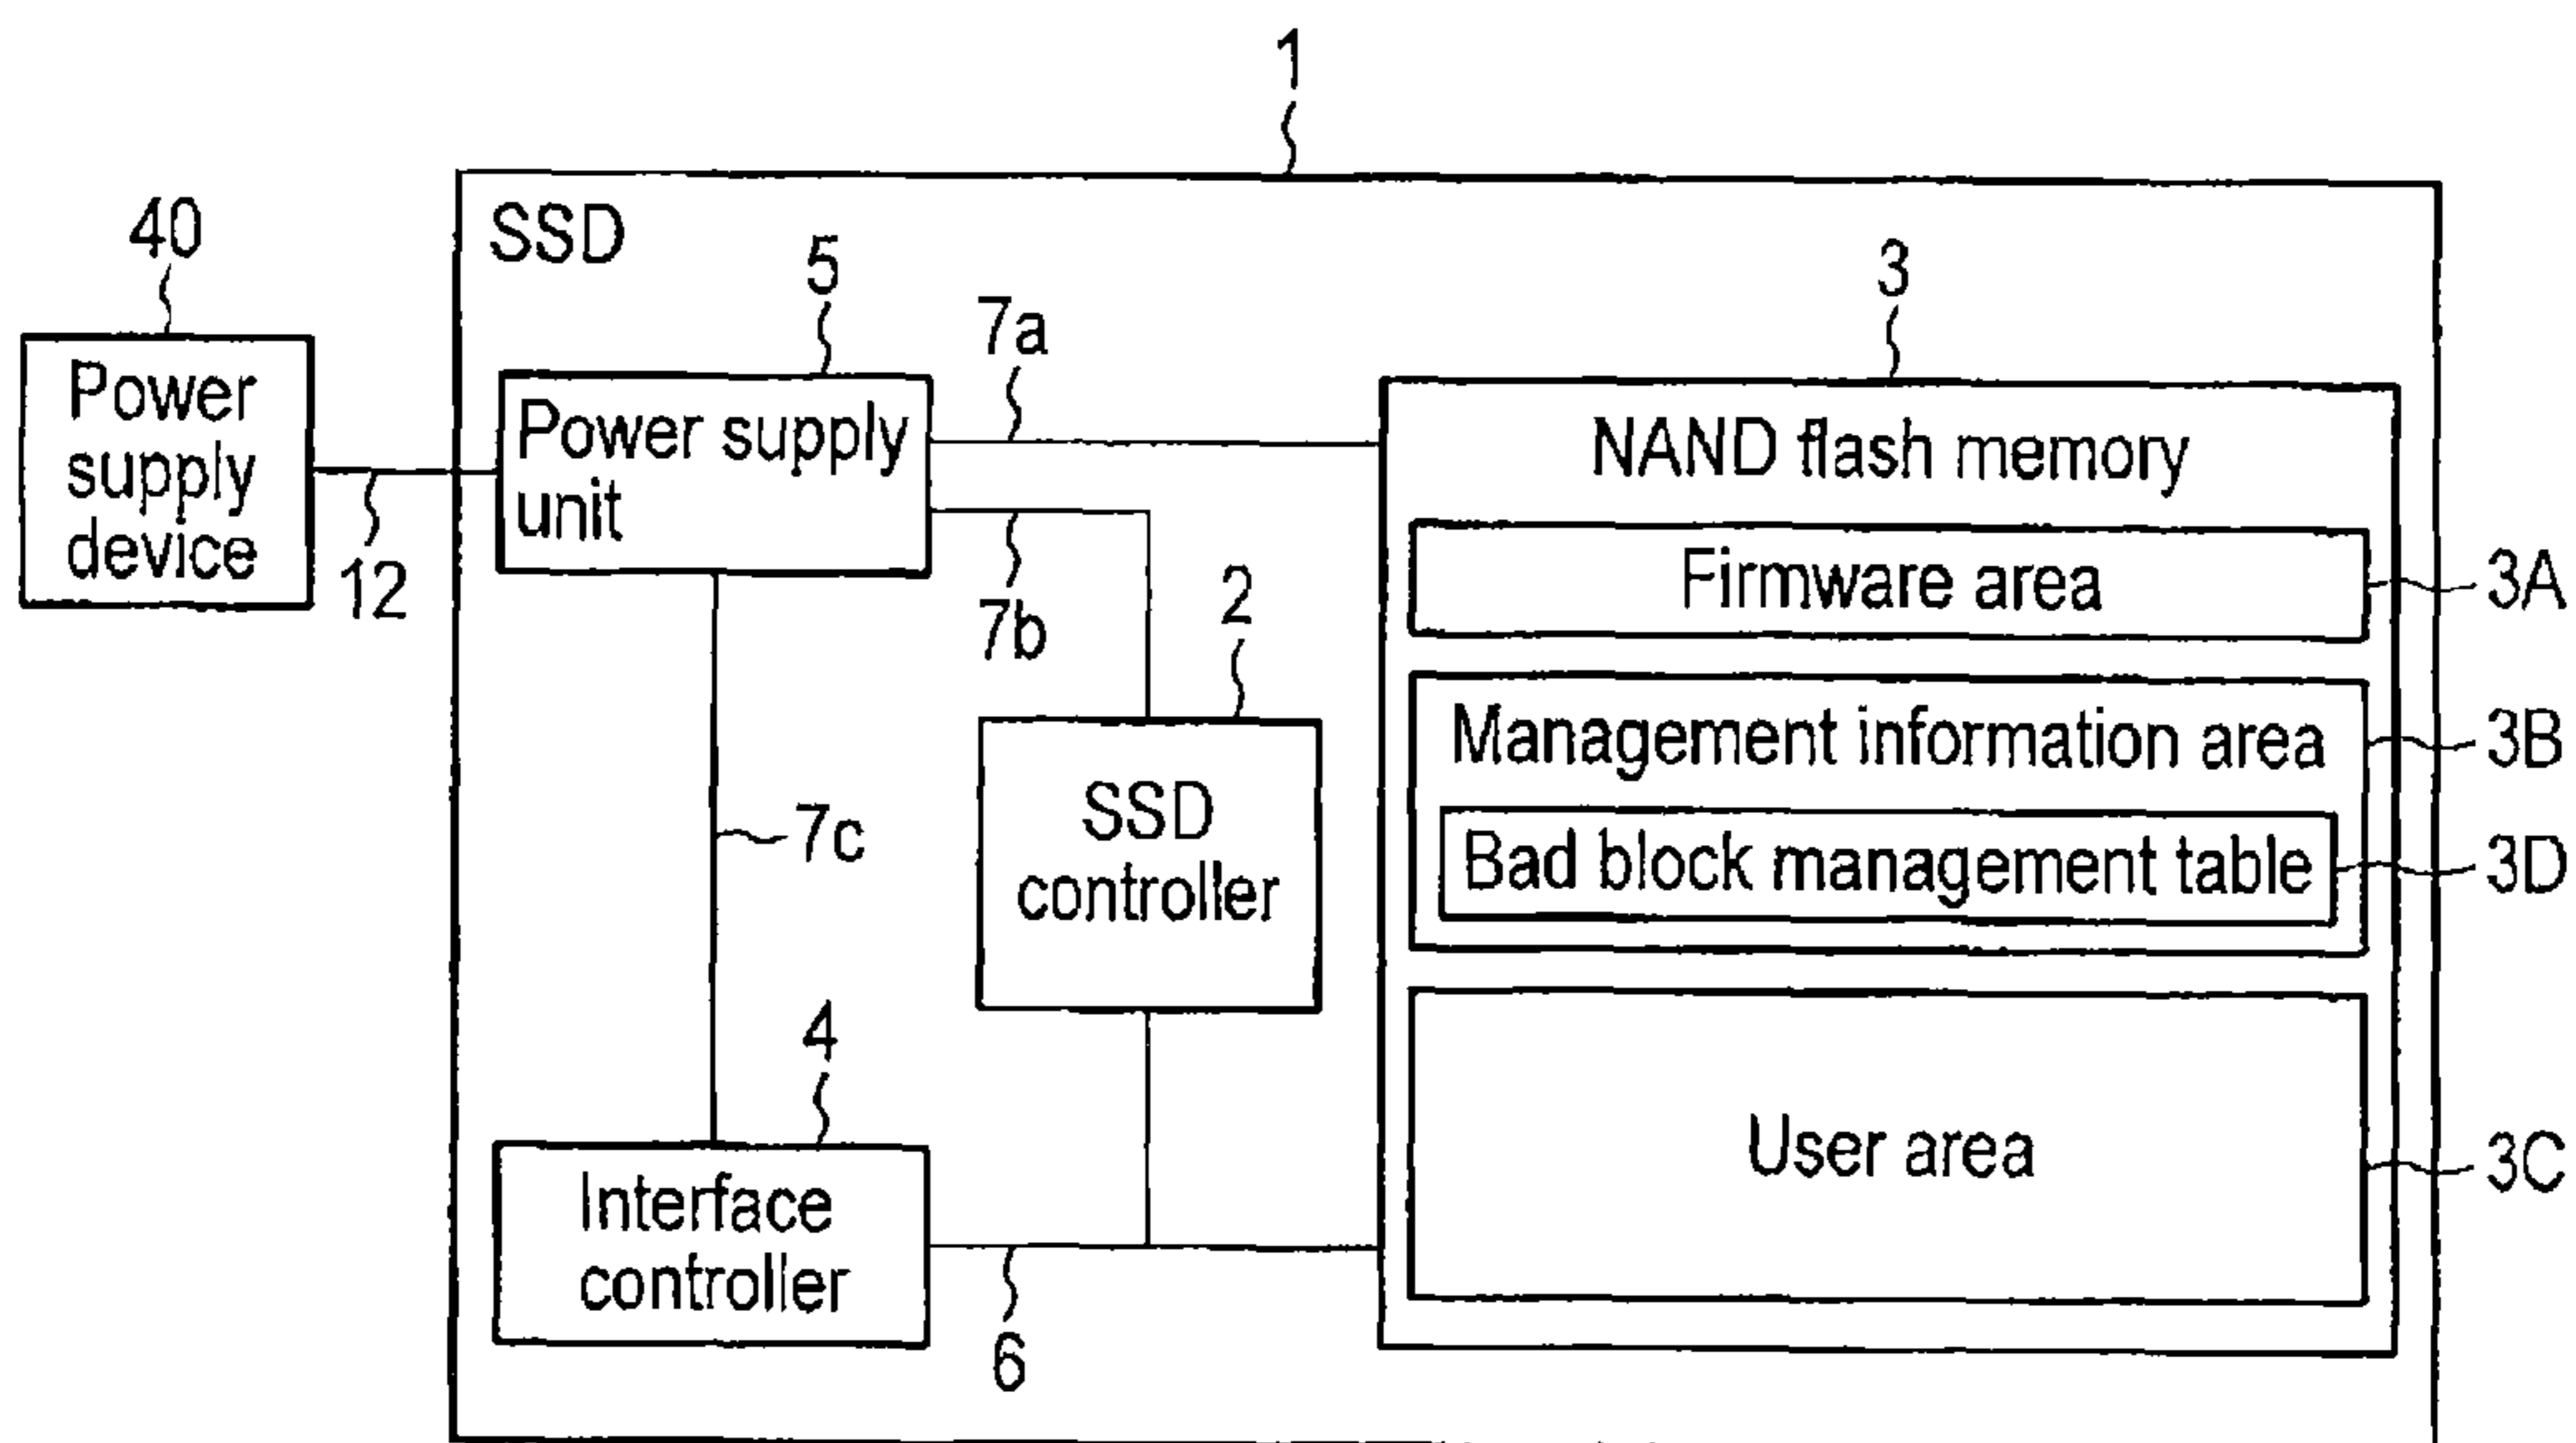 1
SSD
40
Power
supply
device
12
5
Power supply
unit
7a
7b
7c
2
SSD
controller
4
Interface
controller
6
3
NAND flash memory
Firmware area
3A
Management information area
3B
Bad block management table
3D
User area
3C